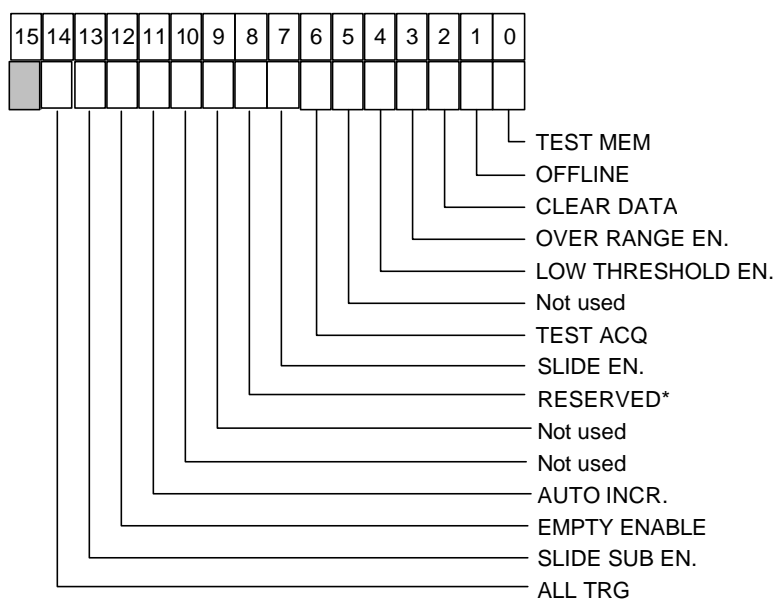 15 14 13 12 11 10 9 8 7 6 5 4 3 2 1 0
TEST MEM
OFFLINE
CLEAR DATA
OVER RANGE EN.
LOW THRESHOLD EN.
Not used
TEST ACQ
SLIDE EN.
RESERVED*
Not used
Not used
AUTO INCR.
EMPTY ENABLE
SLIDE SUB EN.
ALL TRG